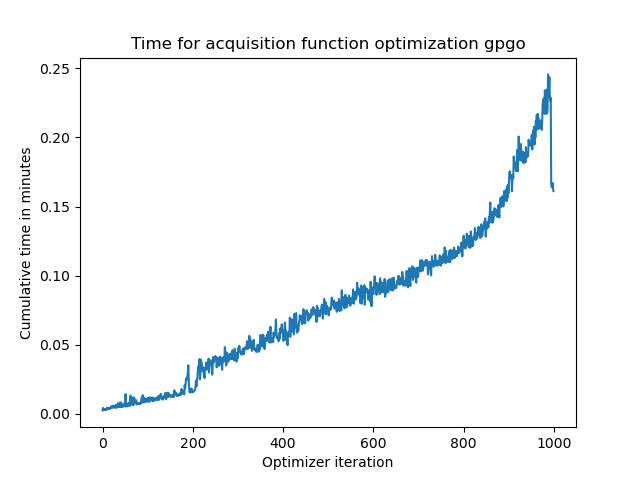 Time for acquisition function optimization gpgo
0.25
0.20
0.15
0.10
0.05
0.00
Cumulative time in minutes
0 200 400 600 800 1000
Optimizer iteration